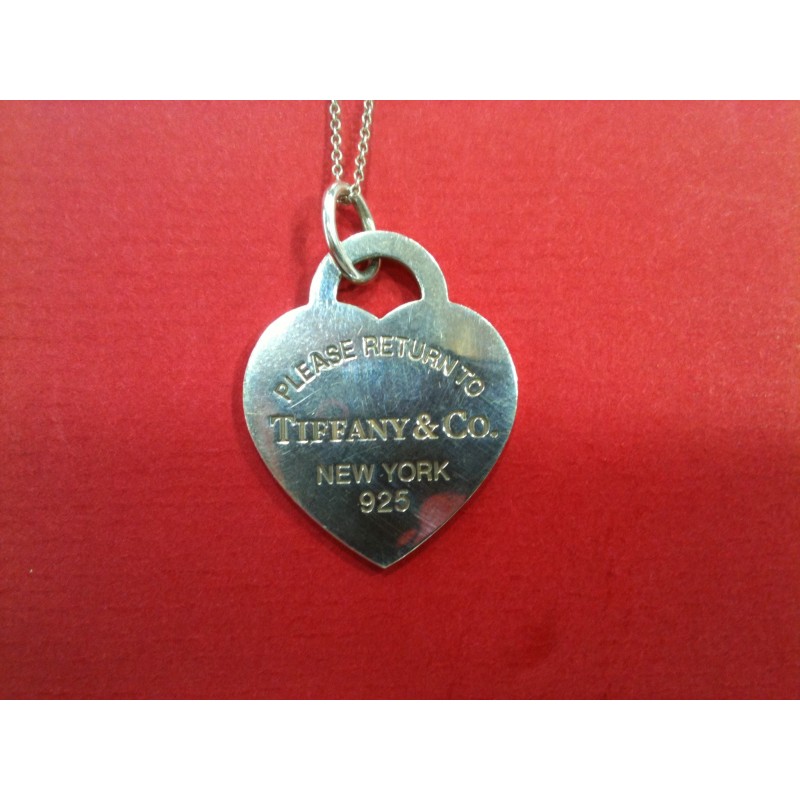 PLEASE RETURN TO
TIFFANY & CO.
NEW YORK
925